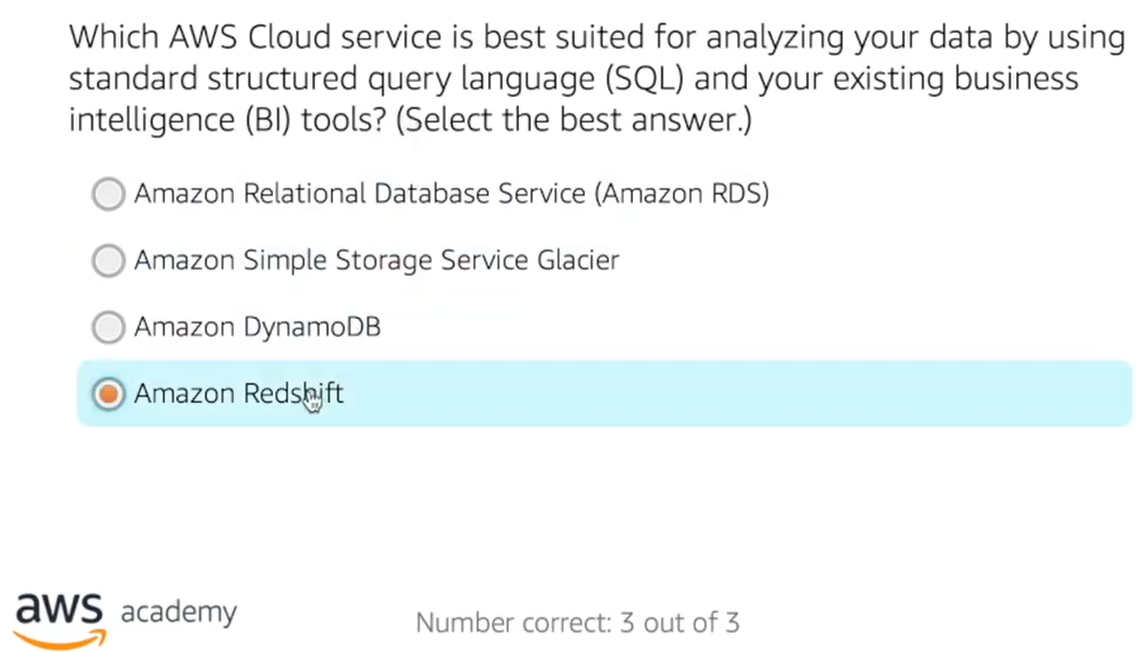 Which AWS Cloud service is best suited for analyzing your data by using
standard structured query language (SQL) and your existing business
intelligence (BI) tools? (Select the best answer.)
Amazon Relational Database Service (Amazon RDS)
Amazon Simple Storage Service Glacier
Amazon DynamoDB
Amazon Redshift
aws academy
Number correct: 3 out of 3